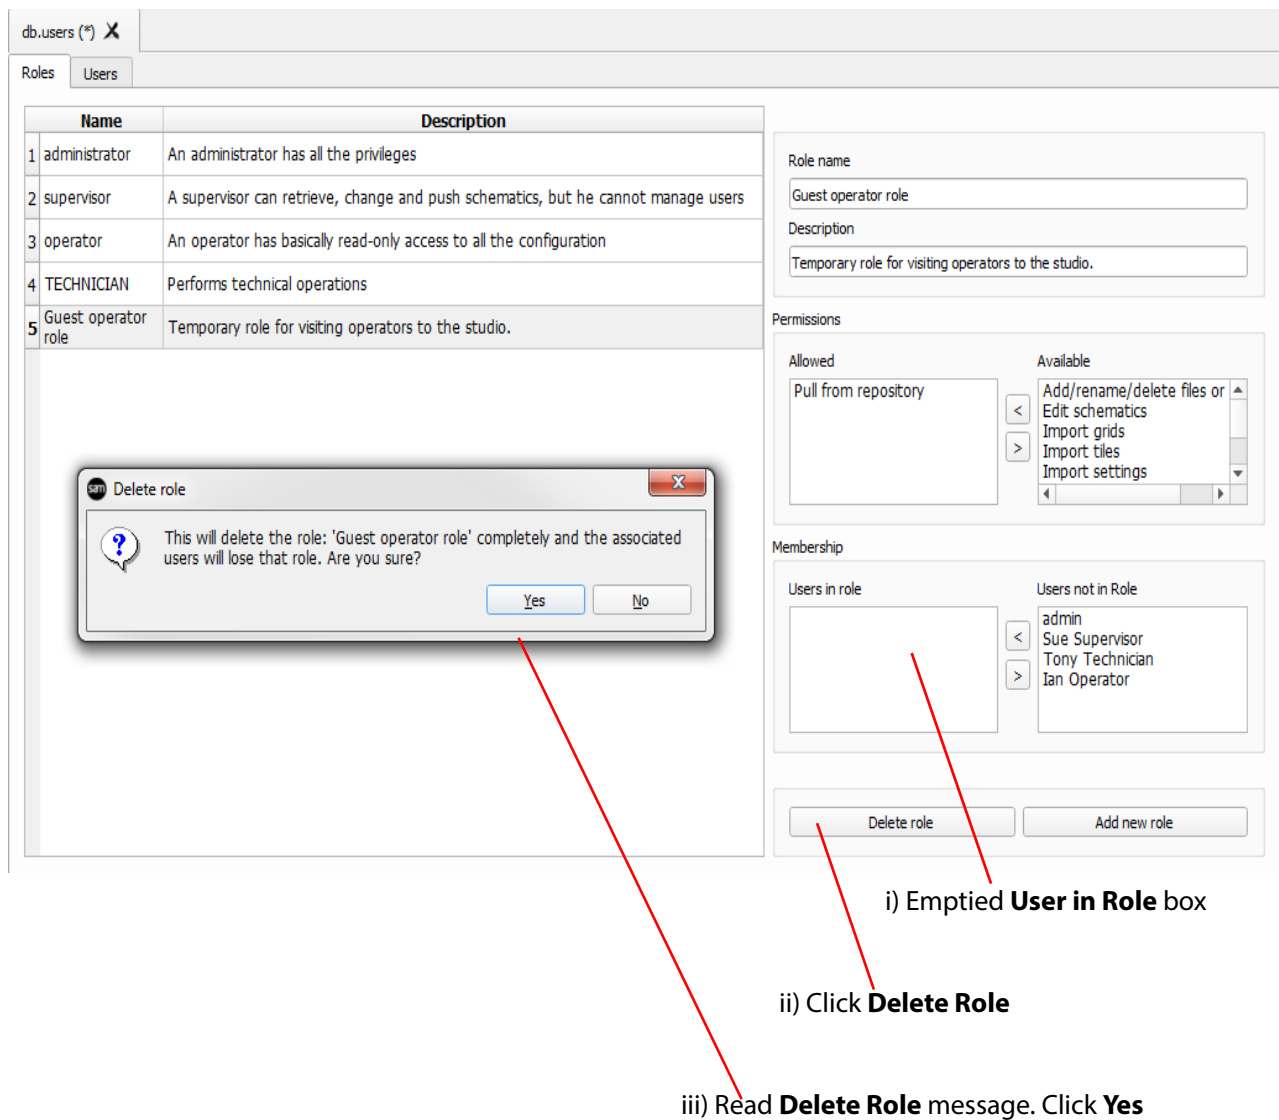 db.users (*) X
Roles Users
Name Description
1 administrator An administrator has all the privileges
2 supervisor A supervisor can retrieve, change and push schematics, but he cannot manage users
3 operator An operator has basically read-only access to all the configuration
4 TECHNICIAN Performs technical operations
5 Guest operator role Temporary role for visiting operators to the studio.
Role name
Guest operator role
Description
Temporary role for visiting operators to the studio.
Permissions
Allowed
Pull from repository
<
>
Available
Add/rename/delete files or
Edit schematics
Import grids
Import tiles
Import settings
sam Delete role X
This will delete the role: 'Guest operator role' completely and the associated
users will lose that role. Are you sure?
Yes No
Membership
Users in role
<
>
Users not in Role
admin
Sue Supervisor
Tony Technician
Ian Operator
Delete role Add new role
i) Emptied User in Role box
ii) Click Delete Role
iii) Read Delete Role message. Click Yes